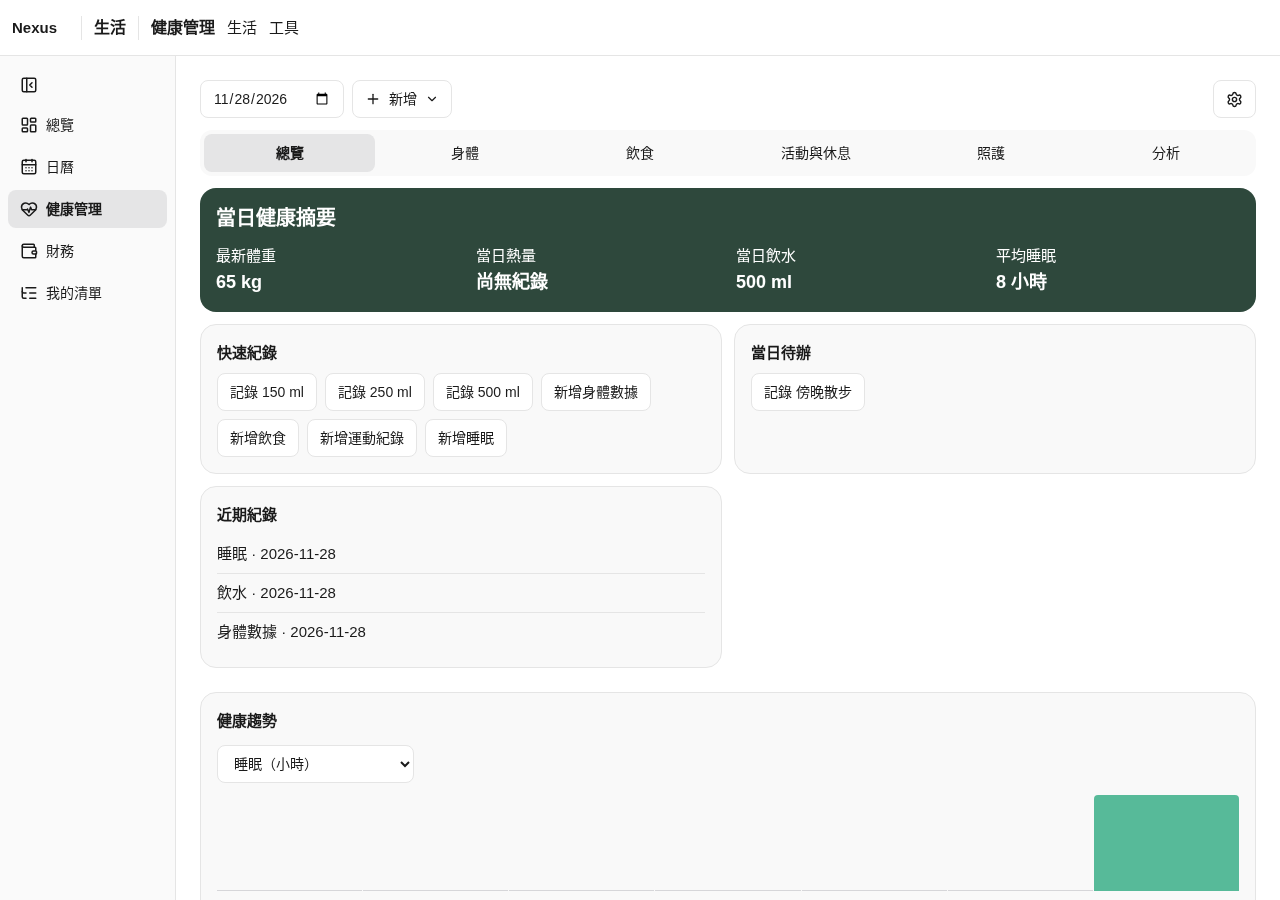 Nexus 生活 健康管理 生活 工具
總覽
日曆
健康管理
財務
我的清單
11/28/2026 新增
總覽 身體 飲食 活動與休息 照護 分析
當日健康摘要
最新體重 當日熱量 當日飲水 平均睡眠
65 kg 尚無紀錄 500 ml 8 小時
快速紀錄
記錄 150 ml 記錄 250 ml 記錄 500 ml 新增身體數據
新增飲食 新增運動紀錄 新增睡眠
當日待辦
記錄 傍晚散步
近期紀錄
睡眠 · 2026-11-28
飲水 · 2026-11-28
身體數據 · 2026-11-28
健康趨勢
睡眠（小時）